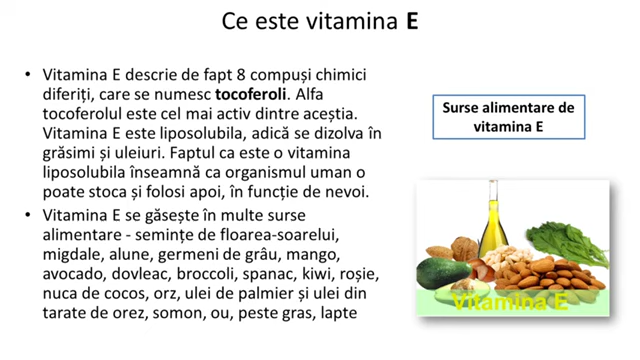 Ce este vitamina E
• Vitamina E descrie de fapt 8 compuși chimici
diferiți, care se numesc tocoferoli. Alfa
tocoferolul este cel mai activ dintre aceștia.
Vitamina E este liposolubila, adică se dizolva în
grăsimi și uleiuri. Faptul ca este o vitamina
liposolubila înseamnă ca organismul uman o
poate stoca și folosi apoi, în funcție de nevoi.
• Vitamina E se găsește în multe surse
alimentare - semințe de floarea-soarelui,
migdale, alune, germeni de grâu, mango,
avocado, dovleac, broccoli, spanac, kiwi, roșie,
nuca de cocos, orz, ulei de palmier și ulei din
tarate de orez, somon, ou, peste gras, lapte
Surse alimentare de
vitamina E
Vitamina E